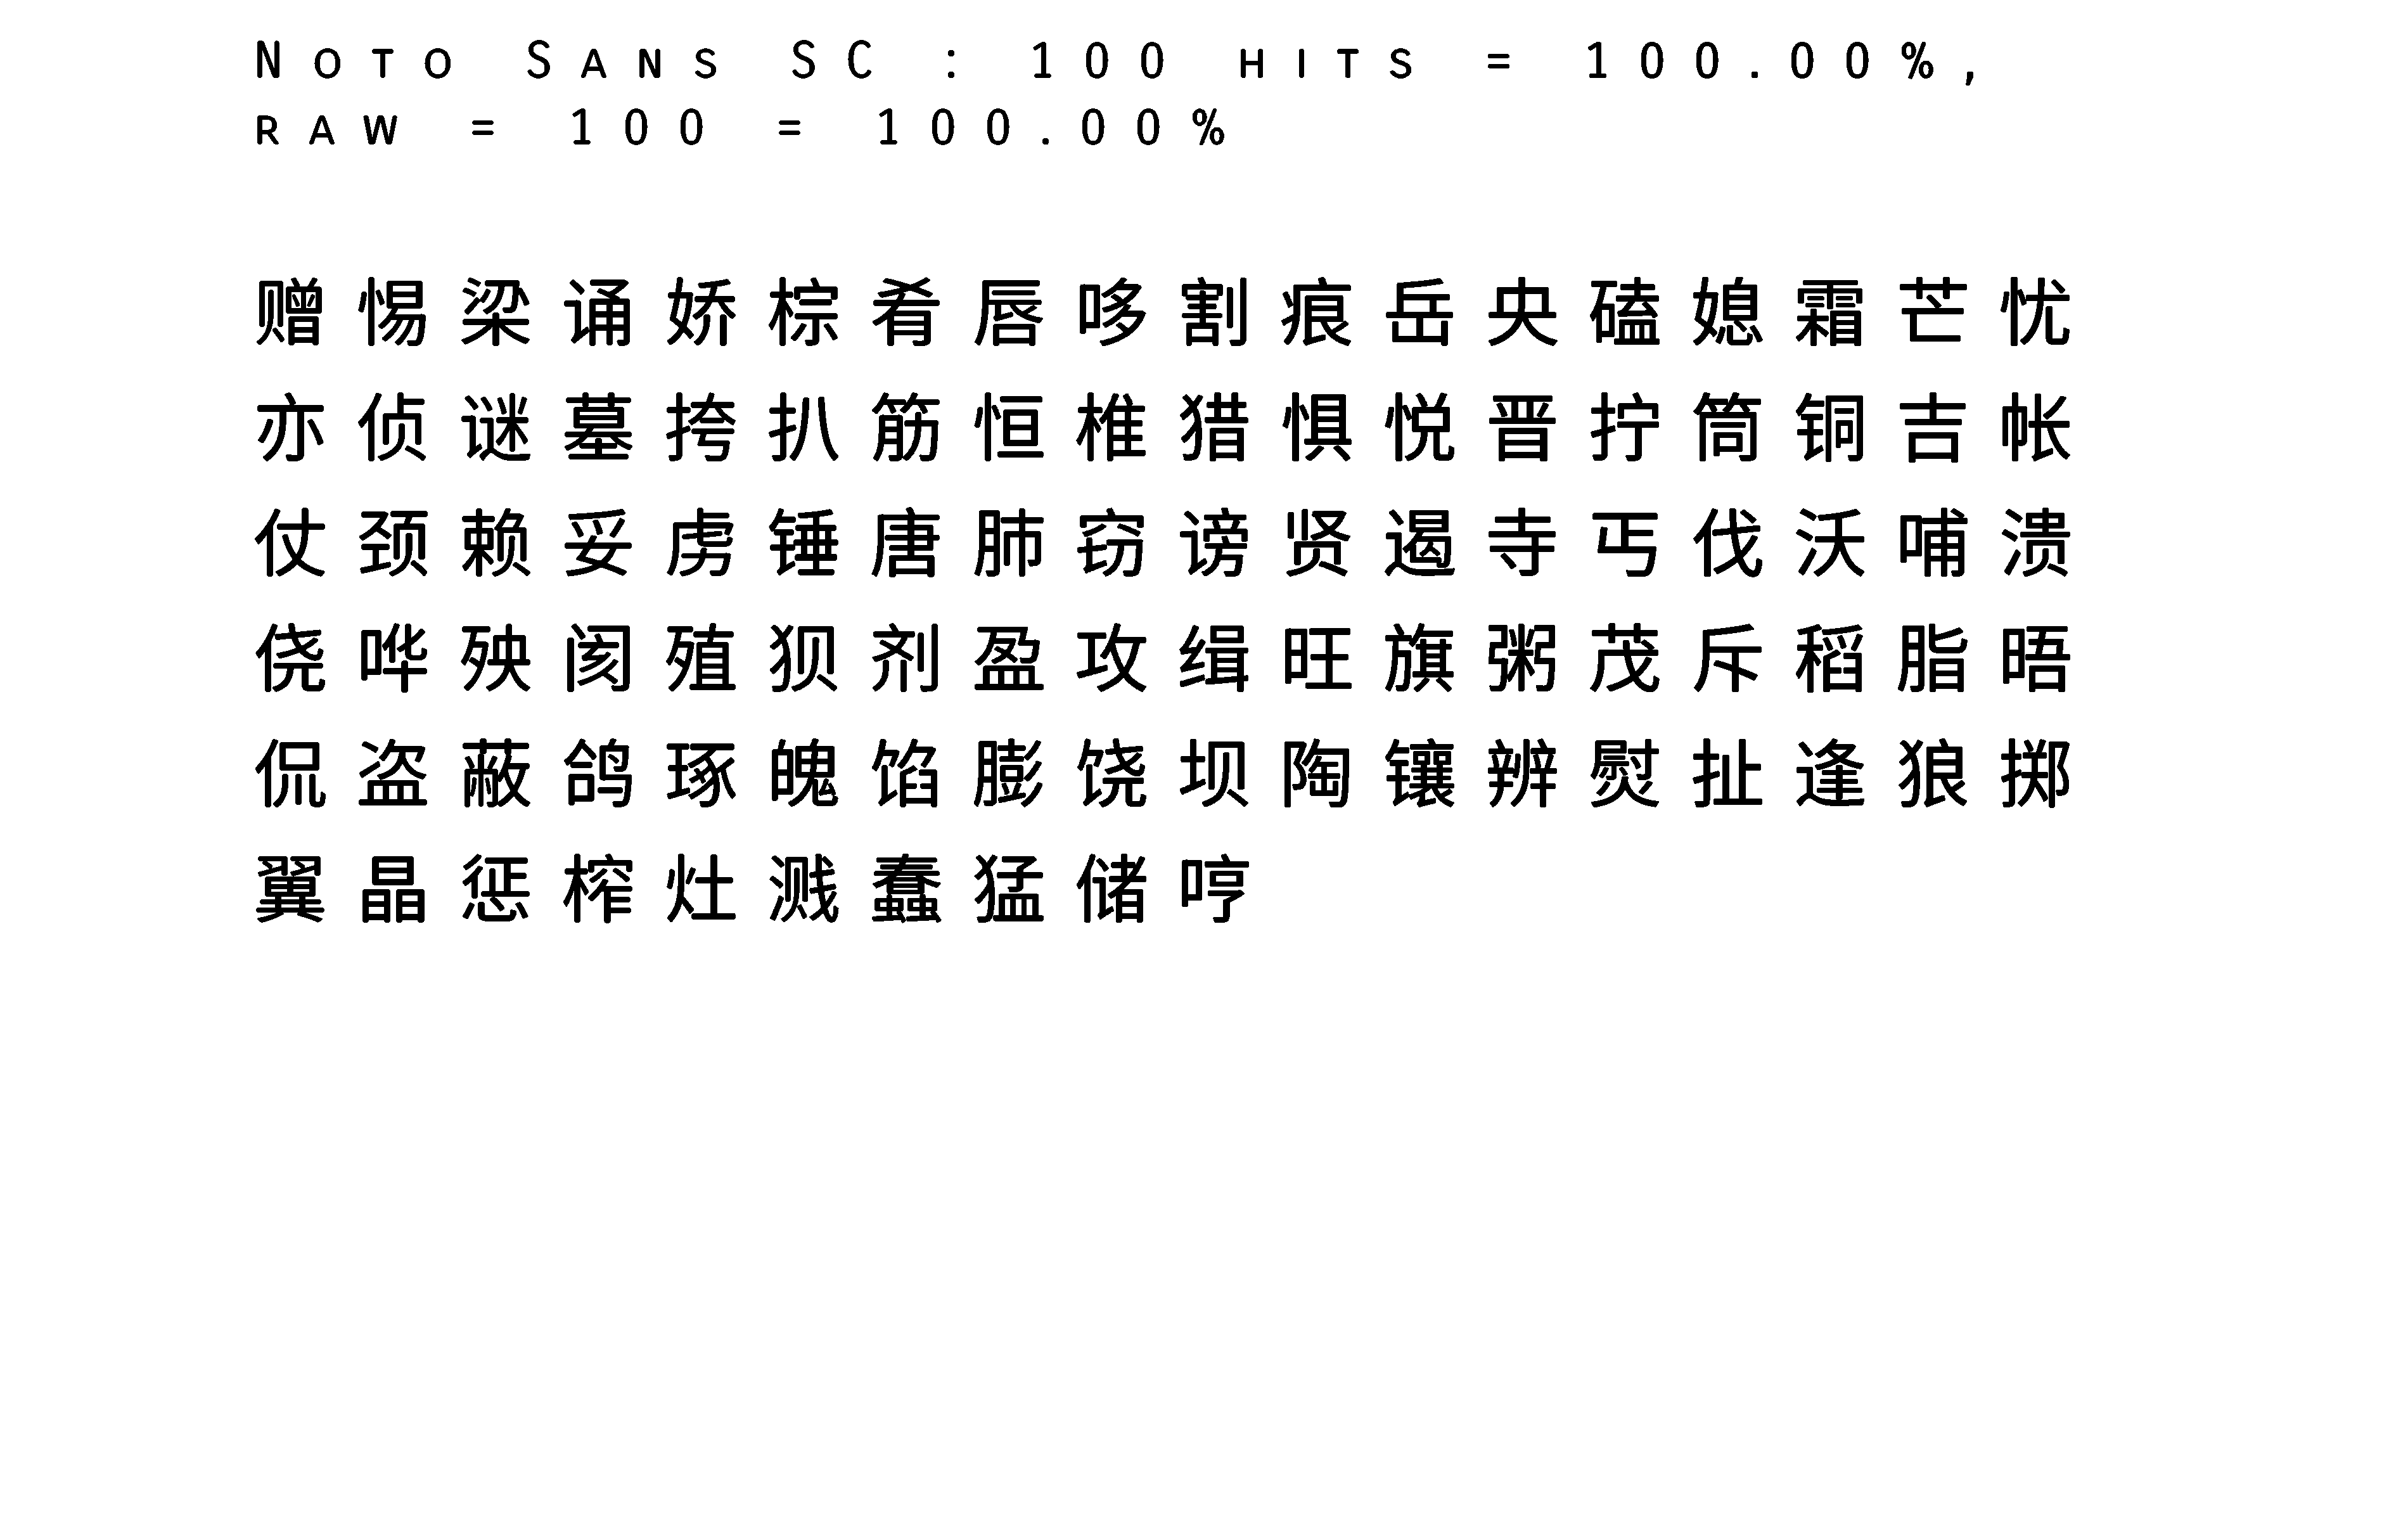 Noto Sans SC : 100 hits = 100.00%,
raw = 100 = 100.00%
赠惕梁诵娇棕肴唇哆割痕岳央磕媳霜芒忧
亦侦谜墓挎扒筋恒椎猎惧悦晋拧筒铜吉帐
仗颈赖妥虏锤唐肺窃谤贤遏寺丐伐沃哺溃
侥哗殃阂殖狈剂盈攻缉旺旗粥茂斥稻脂晤
侃盗蔽鸽琢魄馅膨饶坝陶镶辨熨扯逢狼掷
翼晶惩榨灶溅蠢猛储哼